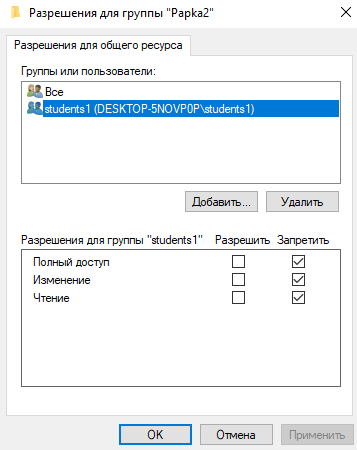 Разрешения для группы "Papka2"
Разрешения для общего ресурса
Группы или пользователи:
Все
students1 (DESKTOP-5NOVP0P\students1)
Добавить...
Удалить
Разрешения для группы "students1" Разрешить Запретить
Полный доступ
Изменение
Чтение
OK
Отмена
Применить